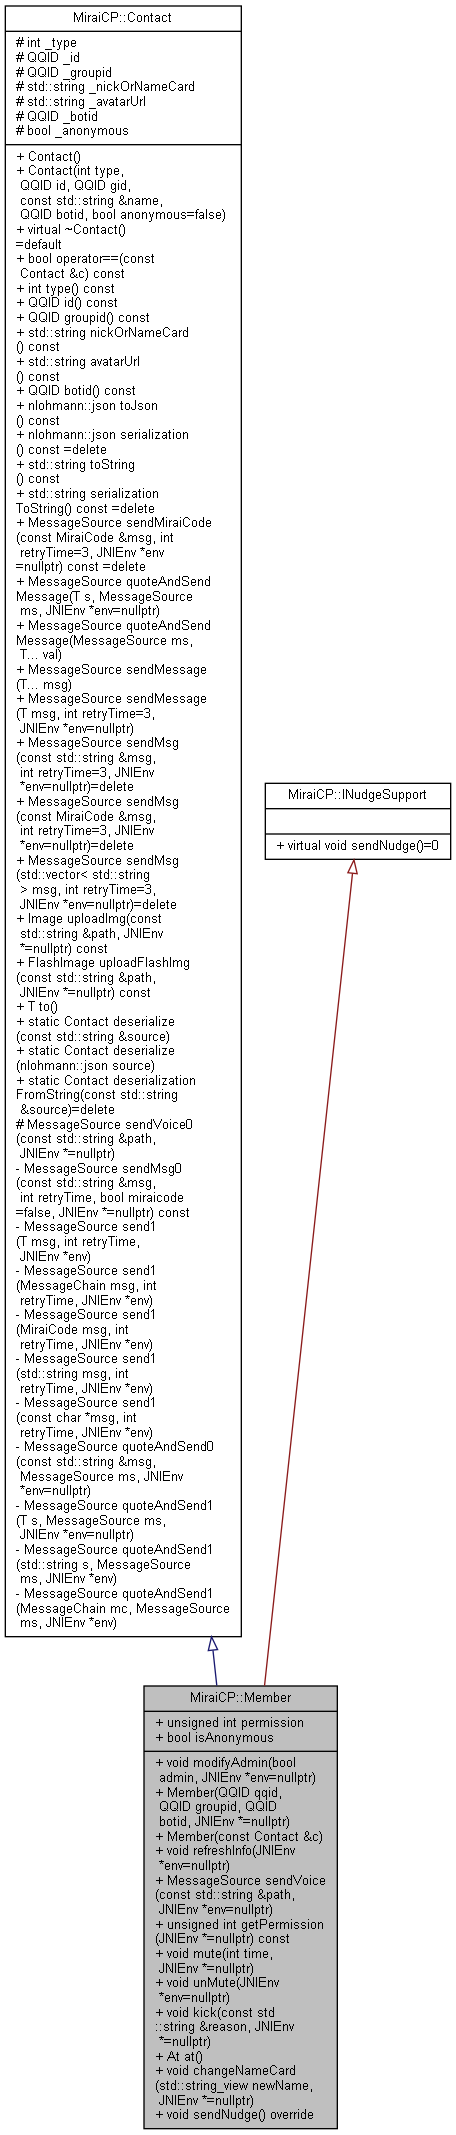 MiraiCP::Contact
# int _type
# QQID _id
# QQID _groupid
# std::string _nickOrNameCard
# std::string _avatarUrl
# QQID _botid
# bool _anonymous
+ Contact()
+ Contact(int type,
QQID id, QQID gid,
const std::string &name,
QQID botid, bool anonymous=false)
+ virtual ~Contact()
=default
+ bool operator==(const
Contact &c) const
+ int type() const
+ QQID id() const
+ QQID groupid() const
+ std::string nickOrNameCard
() const
+ std::string avatarUrl
() const
+ QQID botid() const
+ nlohmann::json toJson
() const
+ nlohmann::json serialization
() const =delete
+ std::string toString
() const
+ std::string serialization
ToString() const =delete
+ MessageSource sendMiraiCode
(const MiraiCode &msg, int
retryTime=3, JNIEnv *env
=nullptr) const =delete
+ MessageSource quoteAndSend
Message(T s, MessageSource
ms, JNIEnv *env=nullptr)
+ MessageSource quoteAndSend
Message(MessageSource ms,
T... val)
+ MessageSource sendMessage
(T... msg)
+ MessageSource sendMessage
(T msg, int retryTime=3,
JNIEnv *env=nullptr)
+ MessageSource sendMsg
(const std::string &msg,
int retryTime=3, JNIEnv
*env=nullptr)=delete
+ MessageSource sendMsg
(const MiraiCode &msg,
int retryTime=3, JNIEnv
*env=nullptr)=delete
+ MessageSource sendMsg
(std::vector< std::string
> msg, int retryTime=3,
JNIEnv *env=nullptr)=delete
+ Image uploadImg(const
std::string &path, JNIEnv
*=nullptr) const
+ FlashImage uploadFlashImg
(const std::string &path,
JNIEnv *=nullptr) const
+ T to()
+ static Contact deserialize
(const std::string &source)
+ static Contact deserialize
(nlohmann::json source)
+ static Contact deserialization
FromString(const std::string
&source)=delete
# MessageSource sendVoice0
(const std::string &path,
JNIEnv *=nullptr)
- MessageSource sendMsg0
(const std::string &msg,
int retryTime, bool miraicode
=false, JNIEnv *=nullptr) const
- MessageSource send1
(T msg, int retryTime,
JNIEnv *env)
- MessageSource send1
(MessageChain msg, int
retryTime, JNIEnv *env)
- MessageSource send1
(MiraiCode msg, int
retryTime, JNIEnv *env)
- MessageSource send1
(std::string msg, int
retryTime, JNIEnv *env)
- MessageSource send1
(const char *msg, int
retryTime, JNIEnv *env)
- MessageSource quoteAndSend0
(const std::string &msg,
MessageSource ms, JNIEnv
*env=nullptr)
- MessageSource quoteAndSend1
(T s, MessageSource ms,
JNIEnv *env=nullptr)
- MessageSource quoteAndSend1
(std::string s, MessageSource
ms, JNIEnv *env)
- MessageSource quoteAndSend1
(MessageChain mc, MessageSource
ms, JNIEnv *env)
MiraiCP::INudgeSupport
+ virtual void sendNudge()=0
MiraiCP::Member
+ unsigned int permission
+ bool isAnonymous
+ void modifyAdmin(bool
admin, JNIEnv *env=nullptr)
+ Member(QQID qqid,
QQID groupid, QQID
botid, JNIEnv *=nullptr)
+ Member(const Contact &c)
+ void refreshInfo(JNIEnv
*env=nullptr)
+ MessageSource sendVoice
(const std::string &path,
JNIEnv *env=nullptr)
+ unsigned int getPermission
(JNIEnv *=nullptr) const
+ void mute(int time,
JNIEnv *=nullptr)
+ void unMute(JNIEnv
*env=nullptr)
+ void kick(const std
::string &reason, JNIEnv
*=nullptr)
+ At at()
+ void changeNameCard
(std::string_view newName,
JNIEnv *=nullptr)
+ void sendNudge() override